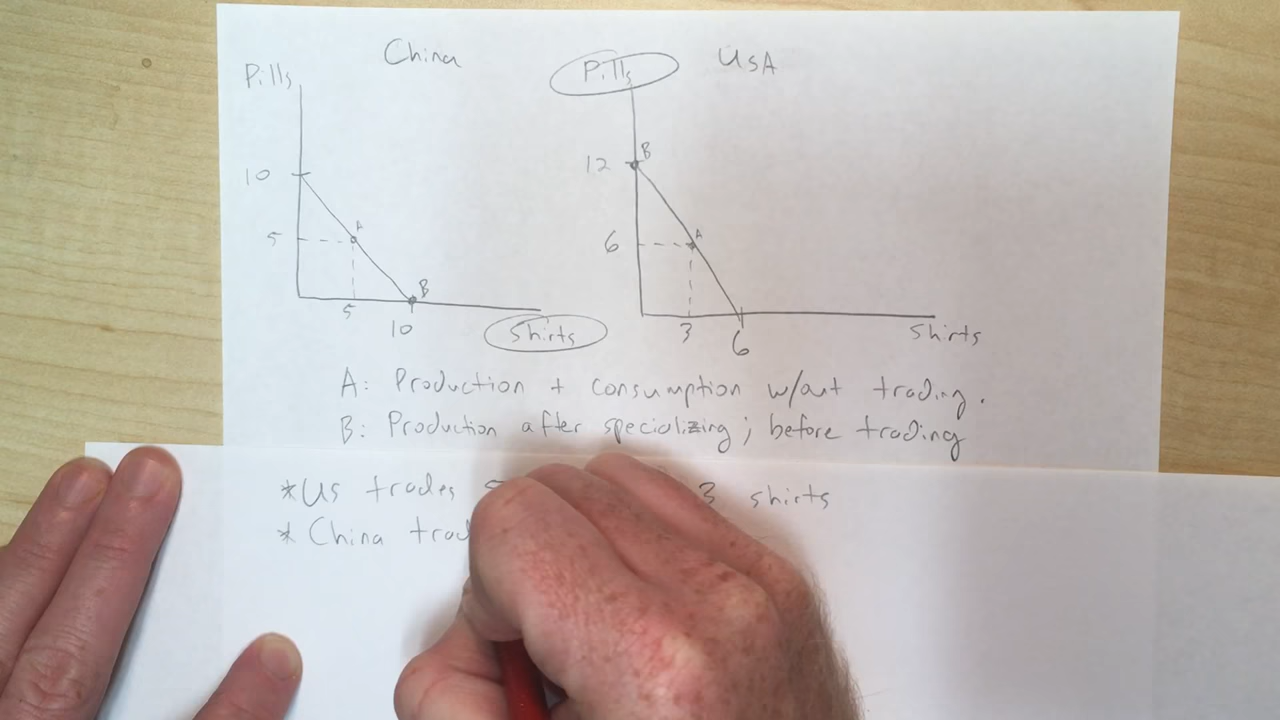 China
USA
Pills
Pills
10
5
A
B
5
10
Shirts
12
B
6
A
3
6
Shirts
A: Production + consumption w/out trading.
B: Production after specializing; before trading
*US trades 3 shirts
* China